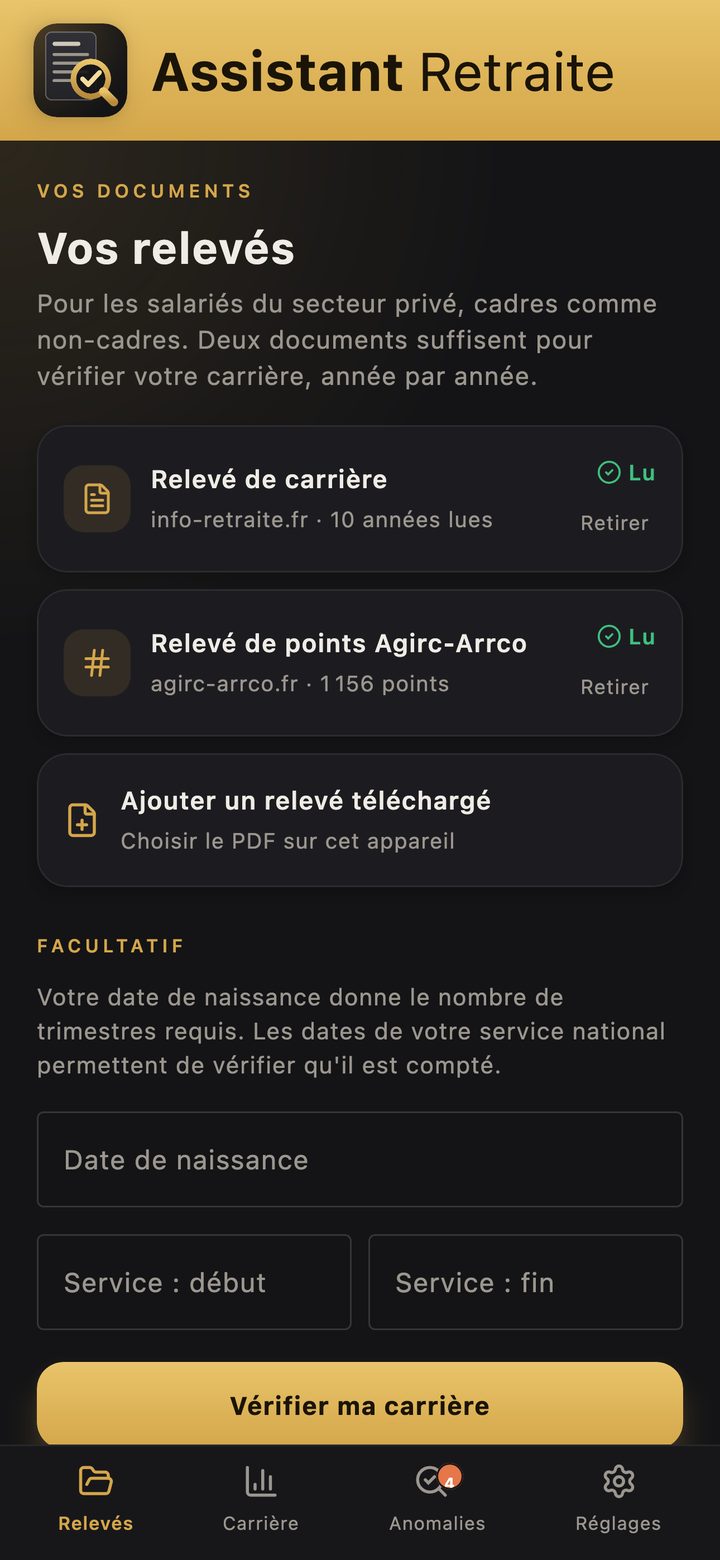 Assistant Retraite
VOS DOCUMENTS
Vos relevés
Pour les salariés du secteur privé, cadres comme
non-cadres. Deux documents suffisent pour
vérifier votre carrière, année par année.
Relevé de carrière
info-retraite.fr · 10 années lues
Lu
Retirer
Relevé de points Agirc-Arrco
agirc-arrco.fr · 1 156 points
Lu
Retirer
Ajouter un relevé téléchargé
Choisir le PDF sur cet appareil
FACULTATIF
Votre date de naissance donne le nombre de
trimestres requis. Les dates de votre service national
permettent de vérifier qu'il est compté.
Date de naissance
Service : début
Service : fin
Vérifier ma carrière
4
Relevés
Carrière
Anomalies
Réglages